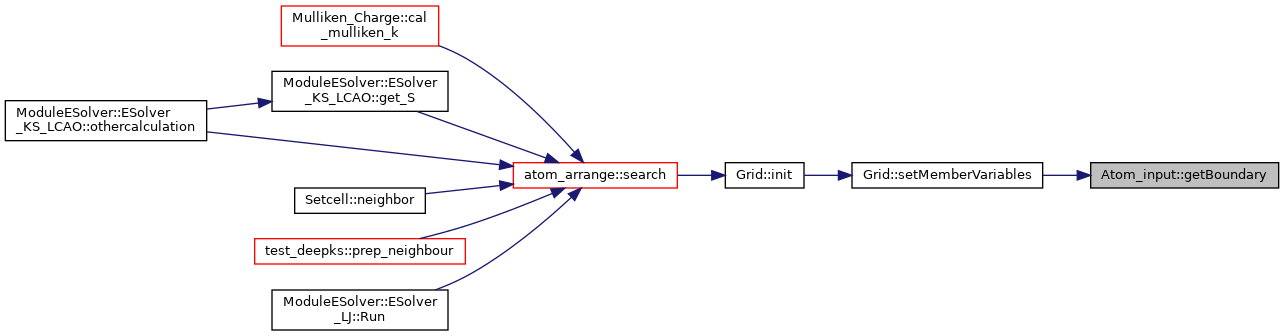 Mulliken_Charge::cal
_mulliken_k
ModuleESolver::ESolver
_KS_LCAO::get_S
ModuleESolver::ESolver
_KS_LCAO::othercalculation
atom_arrange::search
Grid::init
Grid::setMemberVariables
Atom_input::getBoundary
Setcell::neighbor
test_deepks::prep_neighbour
ModuleESolver::ESolver
_LJ::Run